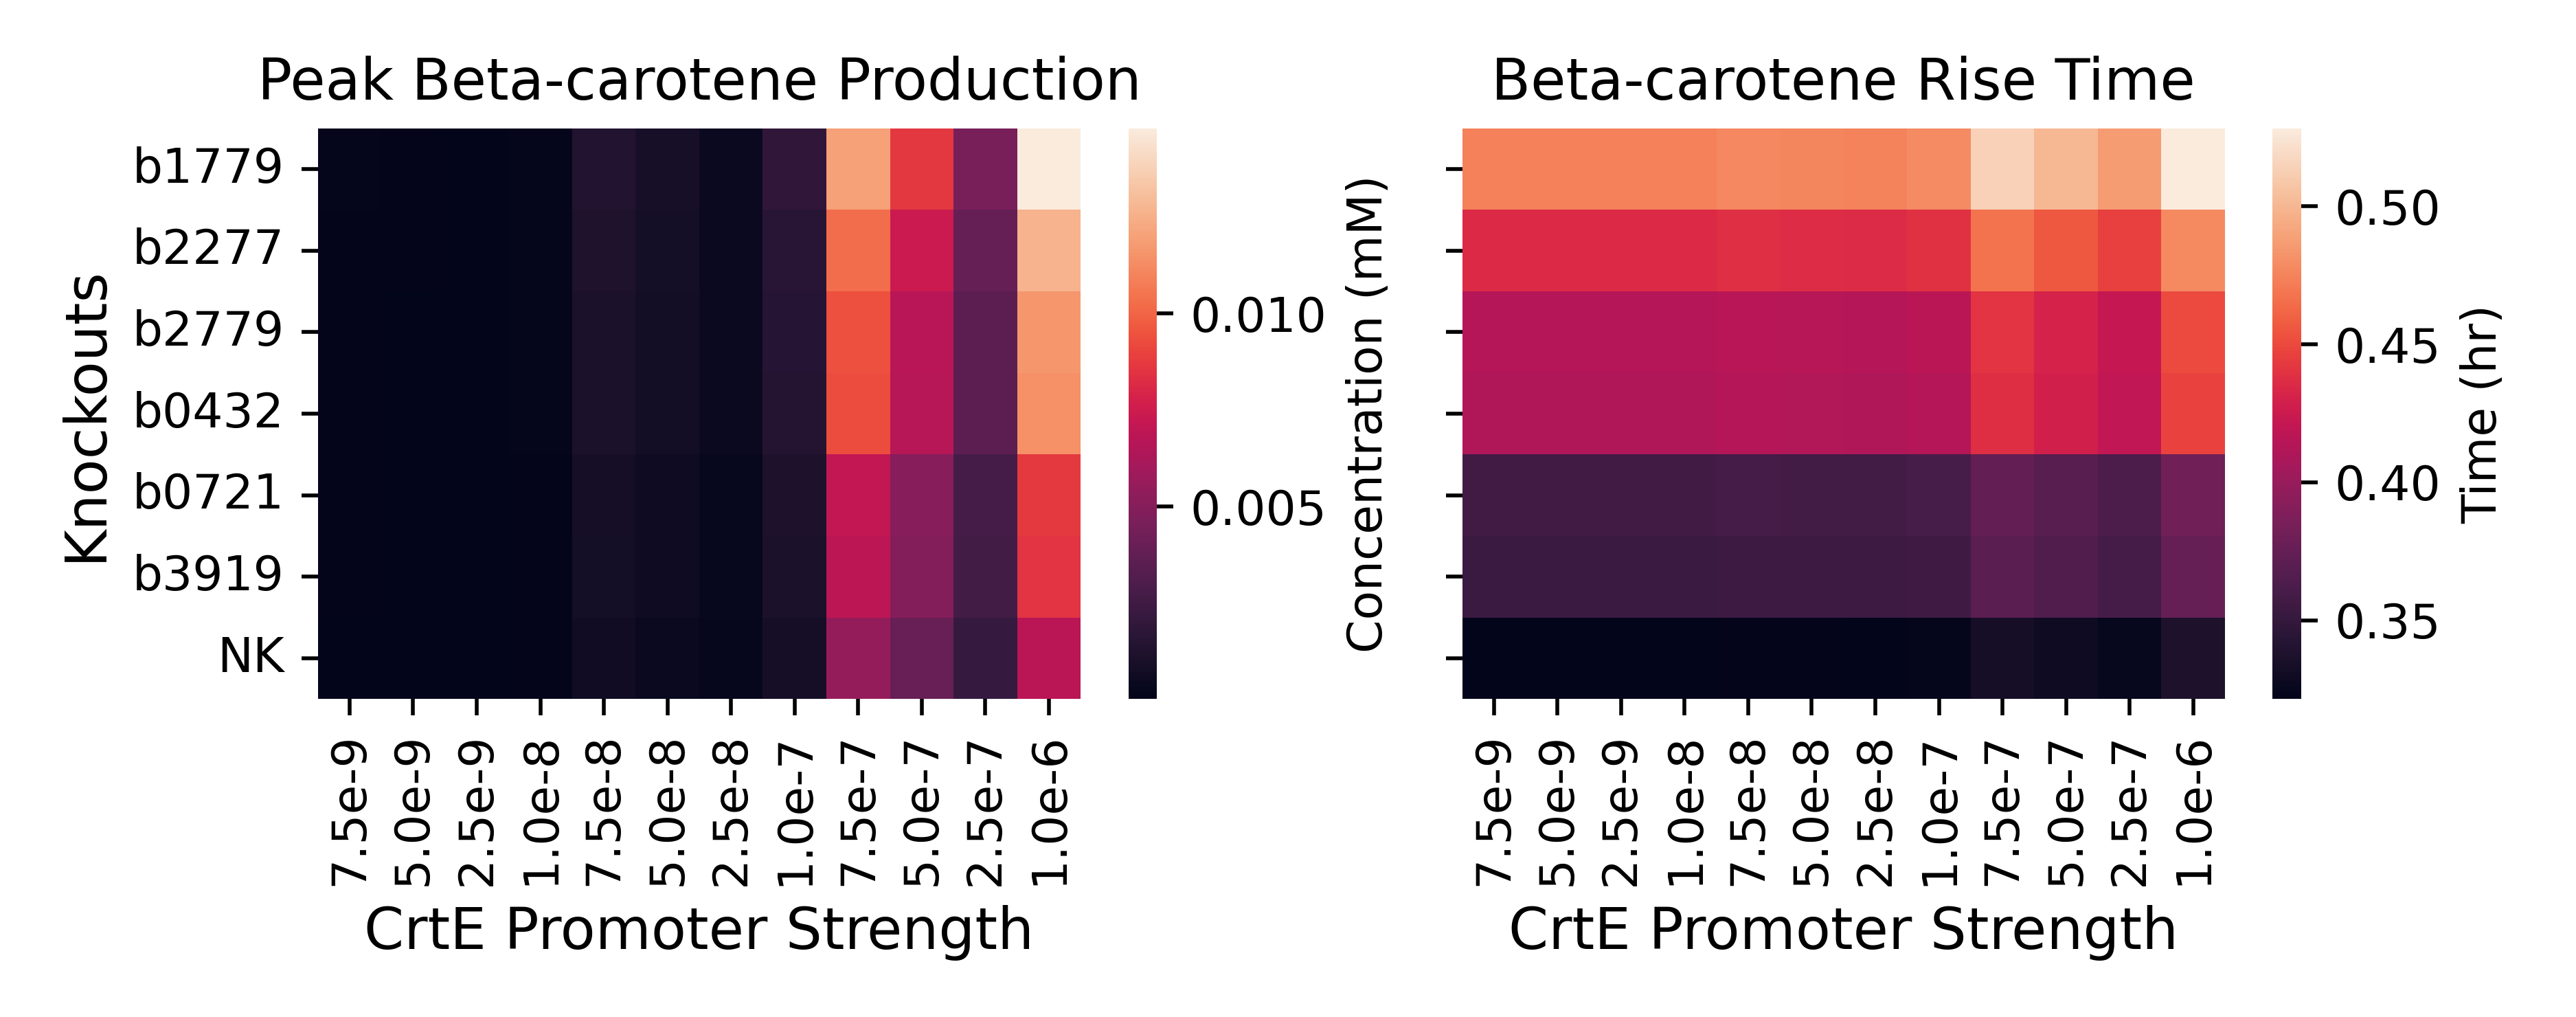 Peak Beta-carotene Production
Knockouts
b1779
b2277
b2779
b0432
b0721
b3919
NK
7.5e-9
5.0e-9
2.5e-9
1.0e-8
7.5e-8
5.0e-8
2.5e-8
1.0e-7
7.5e-7
5.0e-7
2.5e-7
1.0e-6
CrtE Promoter Strength
0.010
0.005
Concentration (mM)
Beta-carotene Rise Time
7.5e-9
5.0e-9
2.5e-9
1.0e-8
7.5e-8
5.0e-8
2.5e-8
1.0e-7
7.5e-7
5.0e-7
2.5e-7
1.0e-6
CrtE Promoter Strength
0.50
0.45
0.40
0.35
Time (hr)